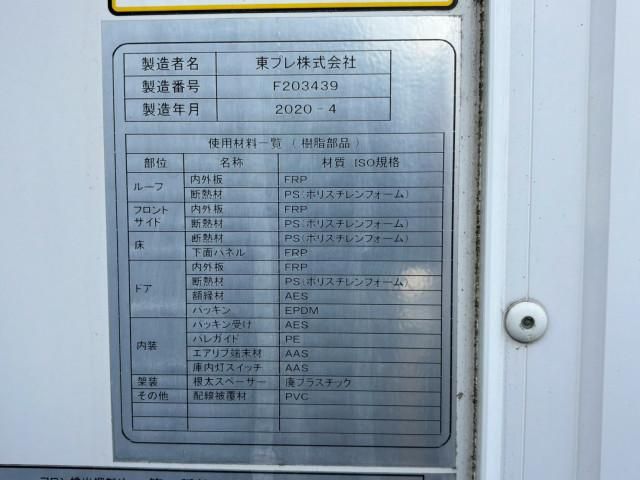 製造者名 東プレ株式会社
製造番号 F203439
製造年月 2020-4
使用材料一覧（樹脂部品）
部位 名称 材質 ISO規格
ルーフ 内外板 FRP
断熱材 PS(ポリスチレンフォーム)
フロント サイド 内外板 FRP
断熱材 PS(ポリスチレンフォーム)
床 断熱材 PS(ポリスチレンフォーム)
下面パネル FRP
ドア 内外板 FRP
断熱材 PS(ポリスチレンフォーム)
額縁材 AES
パッキン EPDM
内装 パッキン受け AES
パレガイド PE
エアリブ端末材 AAS
庫内灯スイッチ AAS
架装 根太スペーサー 廃プラスチック
その他 配線被覆材 PVC